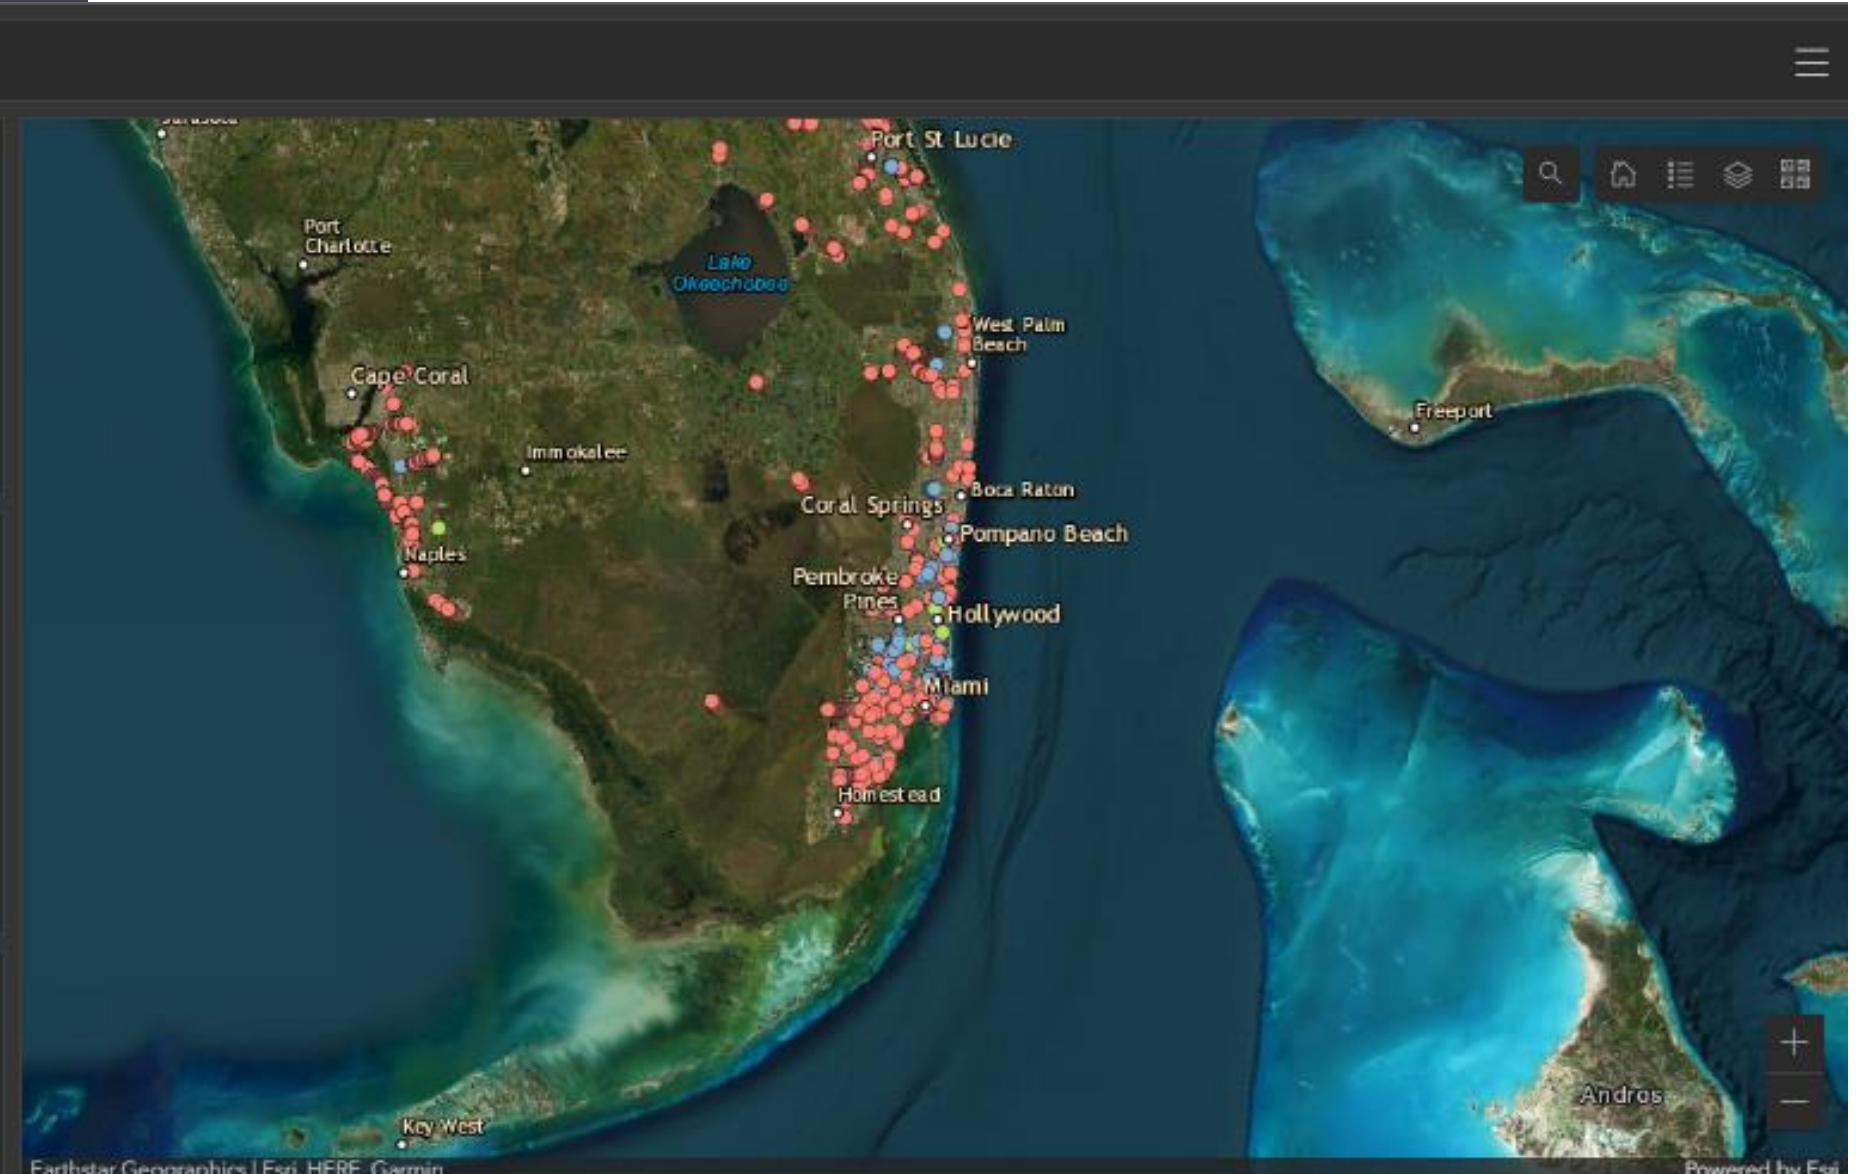 Sarasota
Port St Lucie
Port
Charlotte
Lake
Okeechobee
West Palm
Beach
Cape Coral
Freeport
Immokalee
Boca Raton
Coral Springs
Pompano Beach
Naples
Pembroke
Pines
Hollywood
Miami
Homestead
Andros
Key West
Earthstar Geographics | Esri, HERE, Garmin
Powered by Esri